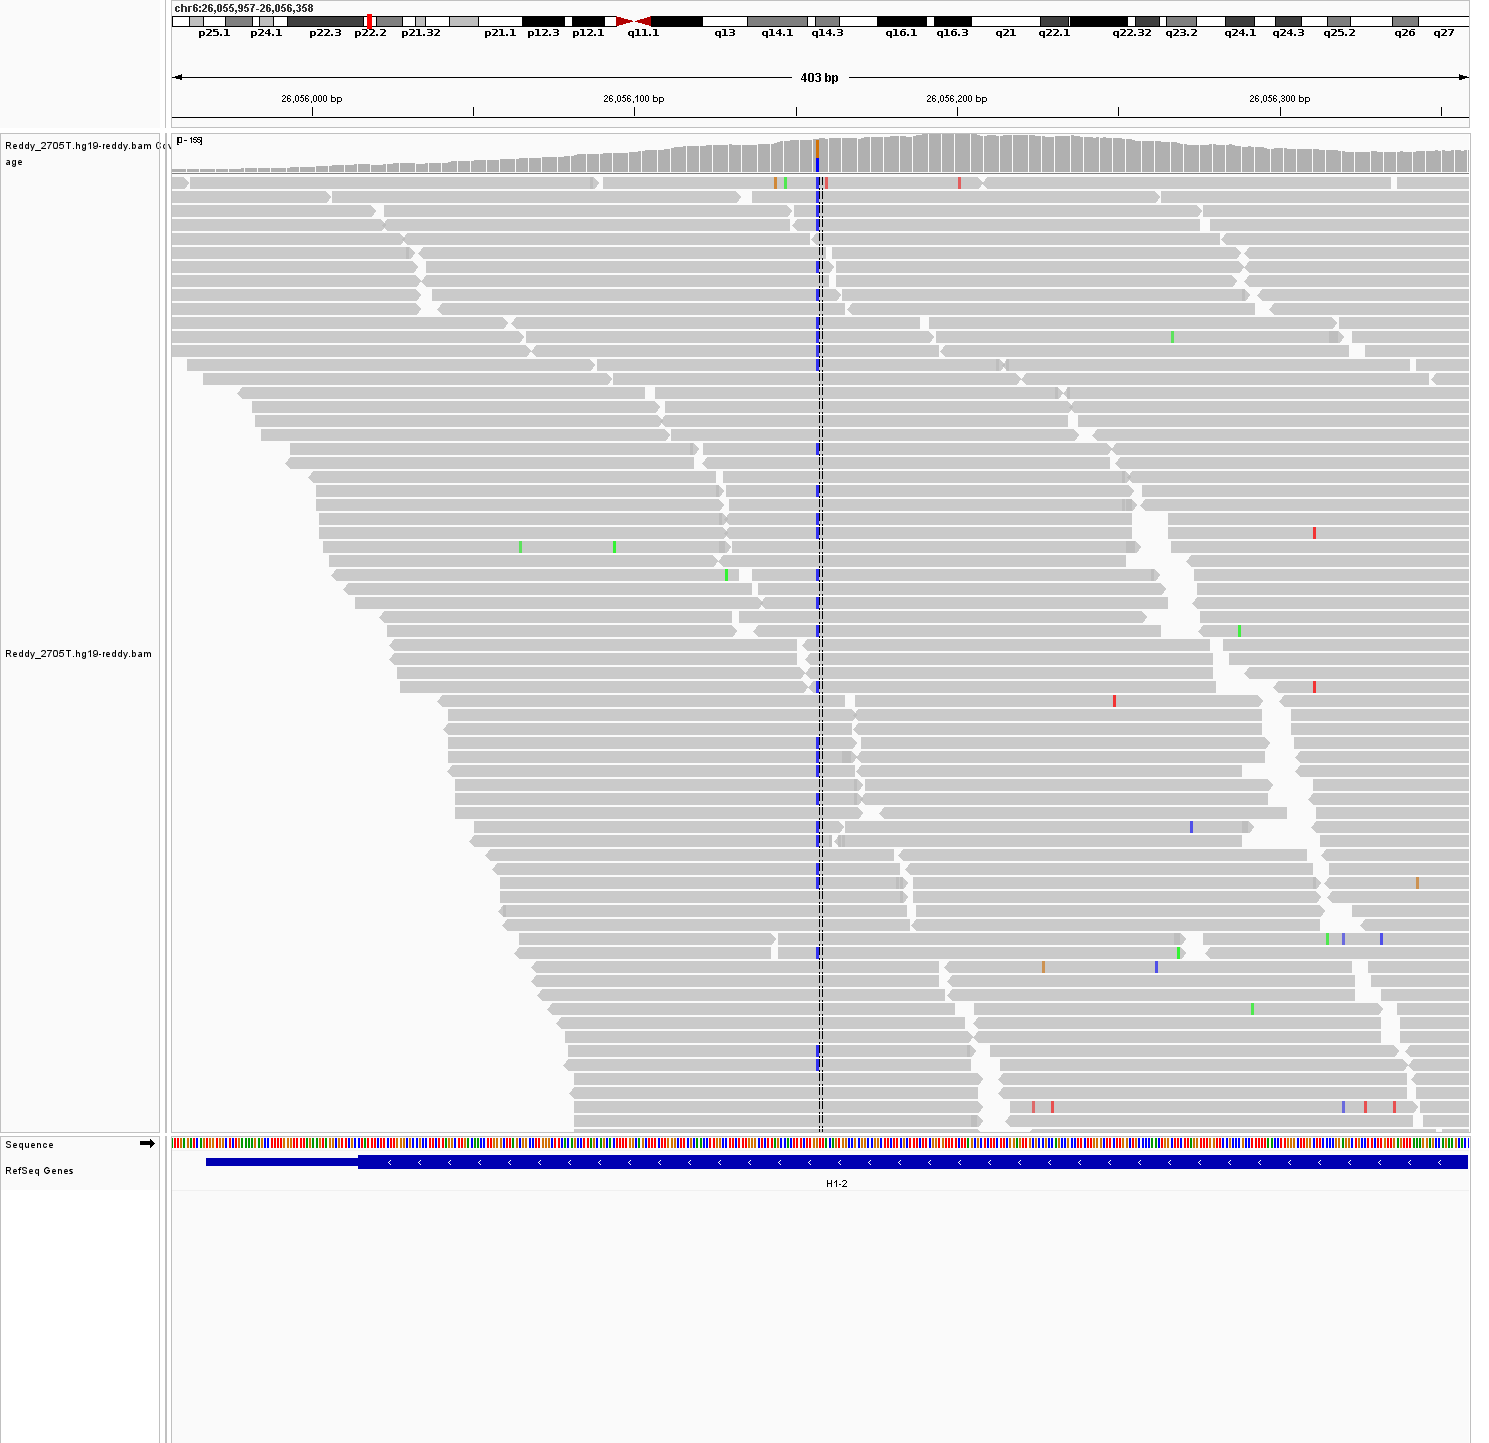 chr6:26,055,957-26,056,358
p25.1 p24.1 p22.3 p22.2 p21.32 p21.1 p12.3 p12.1 q11.1 q13 q14.1 q14.3 q16.1 q16.3 q21 q22.1 q22.32 q23.2 q24.1 q24.3 q25.2 q26 q27
403 bp
26,056,000 bp 26,056,100 bp 26,056,200 bp 26,056,300 bp
Reddy_2705T.hg19-reddy.bam Cov
age
[0 - 155]
Reddy_2705T.hg19-reddy.bam
Sequence
RefSeq Genes
H1-2